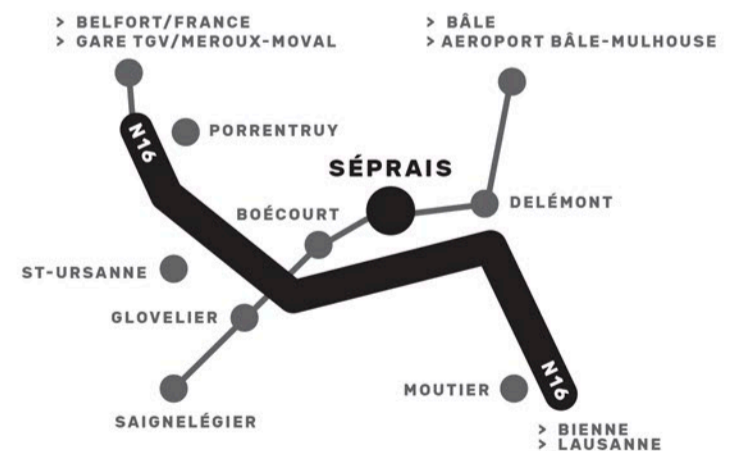 > BELFORT/FRANCE
> GARE TGV/MEROUX-MOVAL
> BÂLE
> AEROPORT BÂLE-MULHOUSE
N16
PORRENTRUY
SÉPRAIS
BOÉCOURT
DELÉMONT
ST-URSANNE
GLOVELIER
SAIGNELÉGIER
MOUTIER
N16
> BIENNE
> LAUSANNE